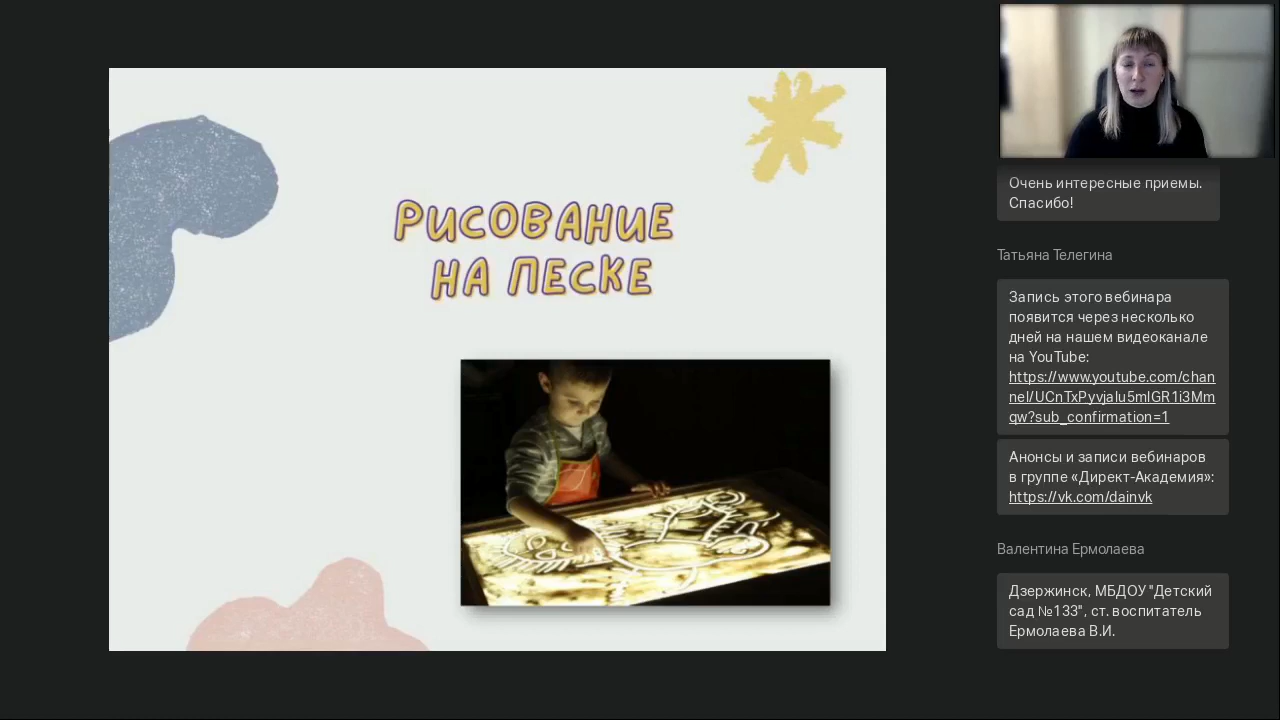 РИСОВАНИЕ
НА ПЕСКЕ
Очень интересные приемы.
Спасибо!
Татьяна Телегина
Запись этого вебинара
появится через несколько
дней на нашем видеоканале
на YouTube:
https://www.youtube.com/chan
nel/UCnTxPyvjalu5mlGR1i3Mm
qw?sub_confirmation=1
Анонсы и записи вебинаров
в группе «Директ-Академия»:
https://vk.com/dainvk
Валентина Ермолаева
Дзержинск, МБДОУ "Детский
сад №133", ст. воспитатель
Ермолаева В.И.